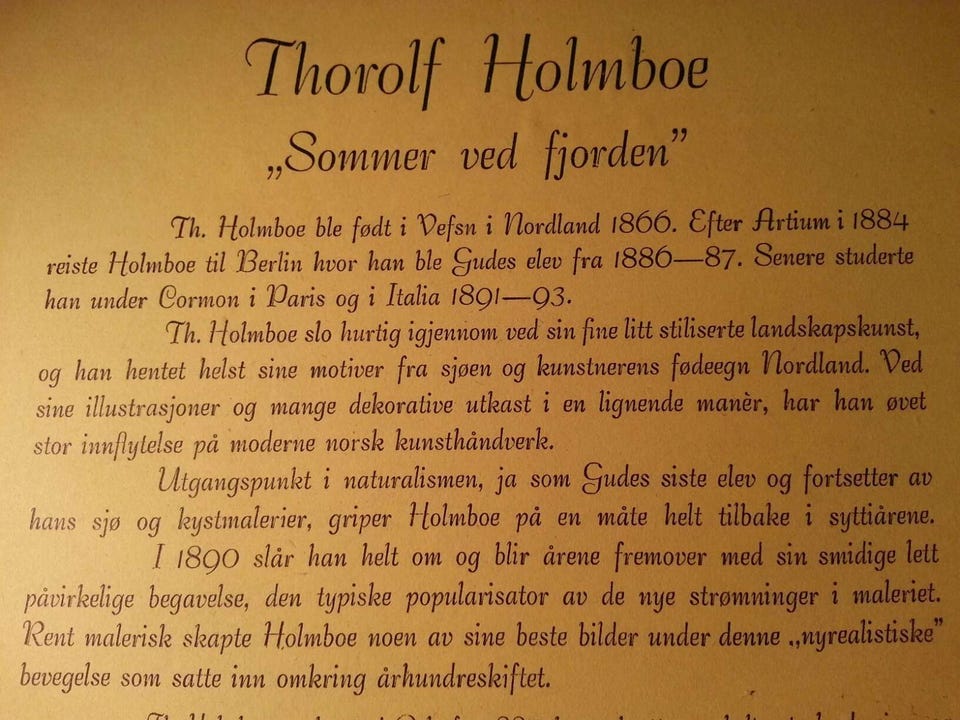 Thorolf Holmboe
„Sommer ved fjorden”
Th. Holmboe ble født i Vefsn i Nordland 1866. Efter Artium i 1884
reiste Holmboe til Berlin hvor han ble Gudes elev fra 1886—87. Senere studerte
han under Cormon i Paris og i Italia 1891—93.
Th. Holmboe slo hurtig igjennom ved sin fine litt stiliserte landskapskunst,
og han hentet helst sine motiver fra sjøen og kunstnerens fødeegn Nordland. Ved
sine illustrasjoner og mange dekorative utkast i en lignende manèr, har han øvet
stor innflytelse på moderne norsk kunsthåndverk.
Utgangspunkt i naturalismen, ja som Gudes siste elev og fortsetter av
hans sjø og kystmalerier, griper Holmboe på en måte helt tilbake i syttiårene.
I 1890 slår han helt om og blir årene fremover med sin smidige lett
påvirkelige begavelse, den typiske popularisator av de nye strømninger i maleriet.
Rent malerisk skapte Holmboe noen av sine beste bilder under denne „nyrealistiske”
bevegelse som satte inn omkring århundreskiftet.